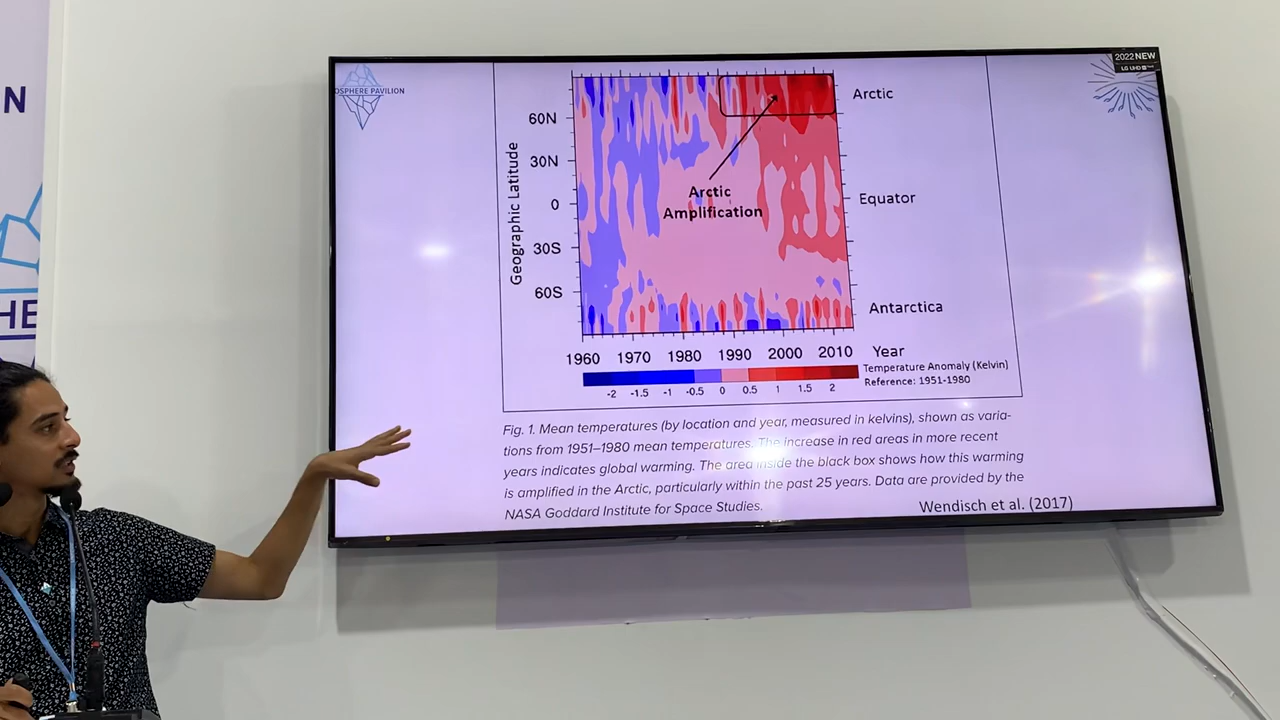 N
HE
OSPHERE PAVILION
2022 NEW
LG UHD
60N
30N
0
30S
60S
Geographic Latitude
Arctic
Amplification
Arctic
Equator
Antarctica
1960 1970 1980 1990 2000 2010 Year
-2 -1.5 -1 -0.5 0 0.5 1 1.5 2
Temperature Anomaly (Kelvin)
Reference: 1951-1980
Fig. 1. Mean temperatures (by location and year, measured in kelvins), shown as varia-
tions from 1951–1980 mean temperatures. The increase in red areas in more recent
years indicates global warming. The area inside the black box shows how this warming
is amplified in the Arctic, particularly within the past 25 years. Data are provided by the
NASA Goddard Institute for Space Studies.
Wendisch et al. (2017)